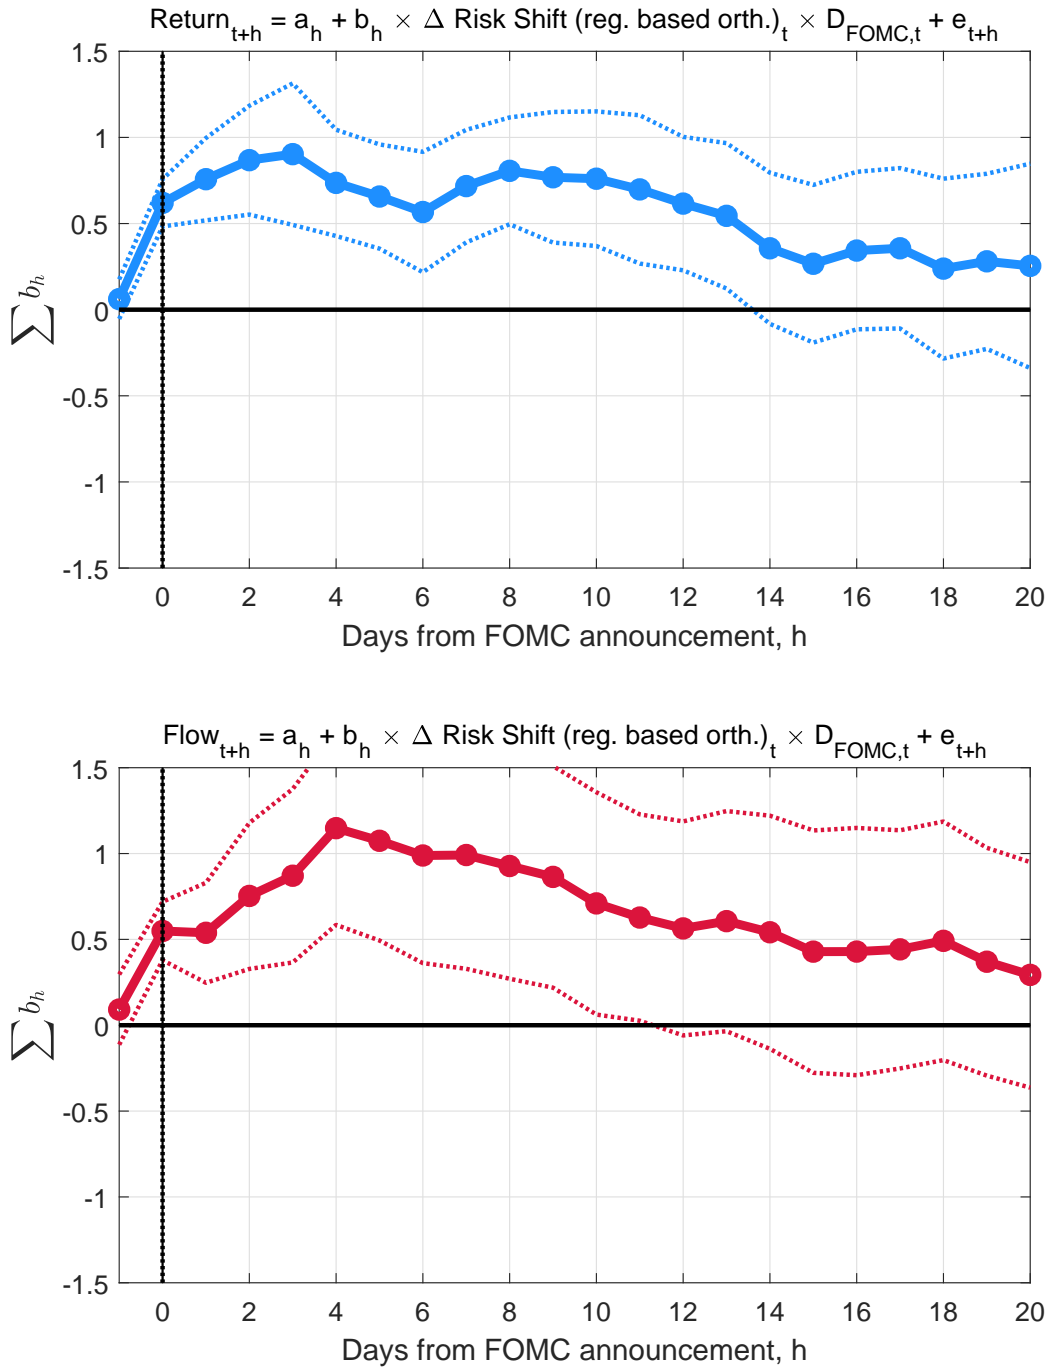 Return_{t+h} = a_h + b_h × Δ Risk Shift (reg. based orth.)_t × D_{FOMC,t} + e_{t+h}
1.5
1
0.5
0
-0.5
-1
-1.5
∑ b_h
0 2 4 6 8 10 12 14 16 18 20
Days from FOMC announcement, h
Flow_{t+h} = a_h + b_h × Δ Risk Shift (reg. based orth.)_t × D_{FOMC,t} + e_{t+h}
1.5
1
0.5
0
-0.5
-1
-1.5
∑ b_h
0 2 4 6 8 10 12 14 16 18 20
Days from FOMC announcement, h